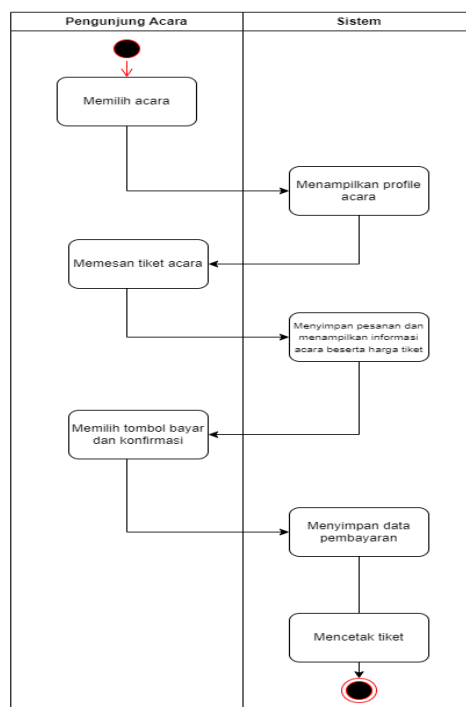 Pengunjung Acara
Sistem
Memilih acara
Menampilkan profile
acara
Memesan tiket acara
Menyimpan pesanan dan
menampilkan informasi
acara beserta harga tiket
Memilih tombol bayar
dan konfirmasi
Menyimpan data
pembayaran
Mencetak tiket